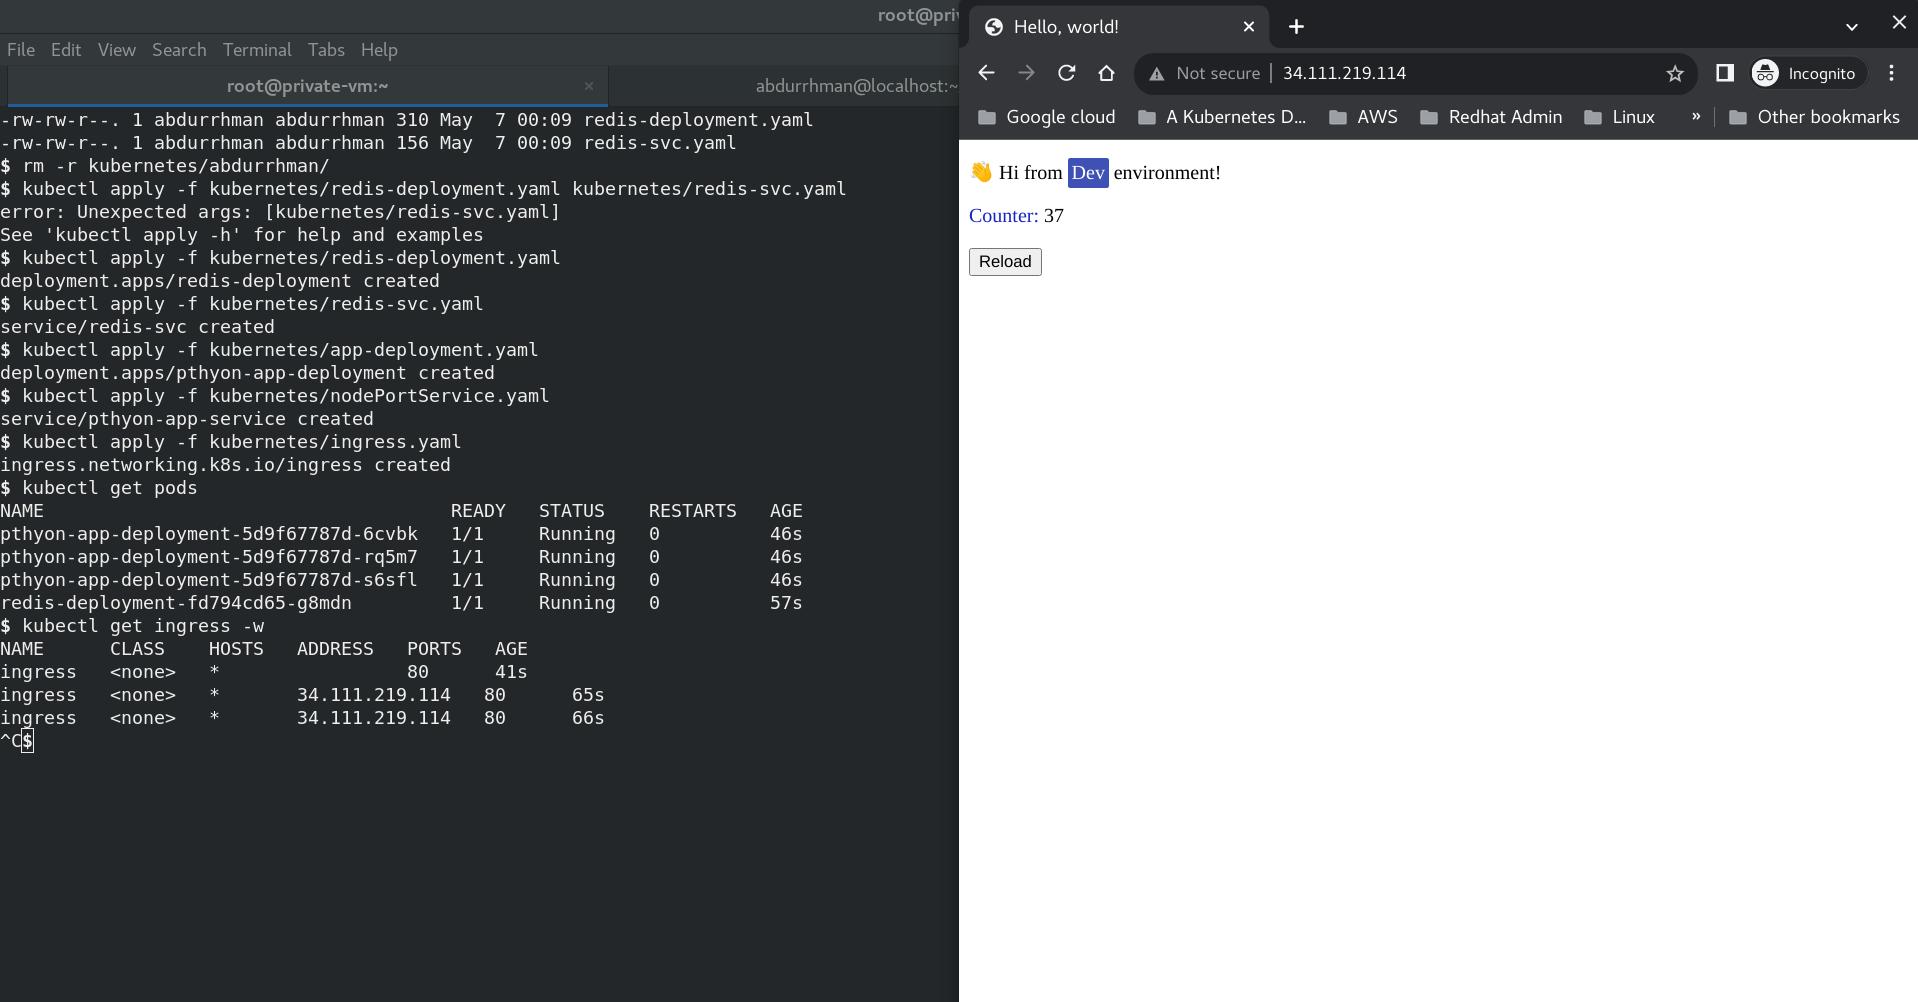 root@priv
File Edit View Search Terminal Tabs Help
root@private-vm:~ ×
abdurrhman@localhost:~
-rw-rw-r--. 1 abdurrhman abdurrhman 310 May  7 00:09 redis-deployment.yaml
-rw-rw-r--. 1 abdurrhman abdurrhman 156 May  7 00:09 redis-svc.yaml
$ rm -r kubernetes/abdurrhman/
$ kubectl apply -f kubernetes/redis-deployment.yaml kubernetes/redis-svc.yaml
error: Unexpected args: [kubernetes/redis-svc.yaml]
See 'kubectl apply -h' for help and examples
$ kubectl apply -f kubernetes/redis-deployment.yaml
deployment.apps/redis-deployment created
$ kubectl apply -f kubernetes/redis-svc.yaml
service/redis-svc created
$ kubectl apply -f kubernetes/app-deployment.yaml
deployment.apps/pthyon-app-deployment created
$ kubectl apply -f kubernetes/nodePortService.yaml
service/pthyon-app-service created
$ kubectl apply -f kubernetes/ingress.yaml
ingress.networking.k8s.io/ingress created
$ kubectl get pods
NAME                                     READY   STATUS    RESTARTS   AGE
pthyon-app-deployment-5d9f67787d-6cvbk   1/1     Running   0          46s
pthyon-app-deployment-5d9f67787d-rq5m7   1/1     Running   0          46s
pthyon-app-deployment-5d9f67787d-s6sfl   1/1     Running   0          46s
redis-deployment-fd794cd65-g8mdn         1/1     Running   0          57s
$ kubectl get ingress -w
NAME      CLASS    HOSTS   ADDRESS   PORTS   AGE
ingress   <none>   *                 80      41s
ingress   <none>   *       34.111.219.114   80      65s
ingress   <none>   *       34.111.219.114   80      66s
^C$
Hello, world!
Not secure | 34.111.219.114
Incognito
Google cloud A Kubernetes D... AWS Redhat Admin Linux » Other bookmarks
👋 Hi from Dev environment!
Counter: 37
Reload